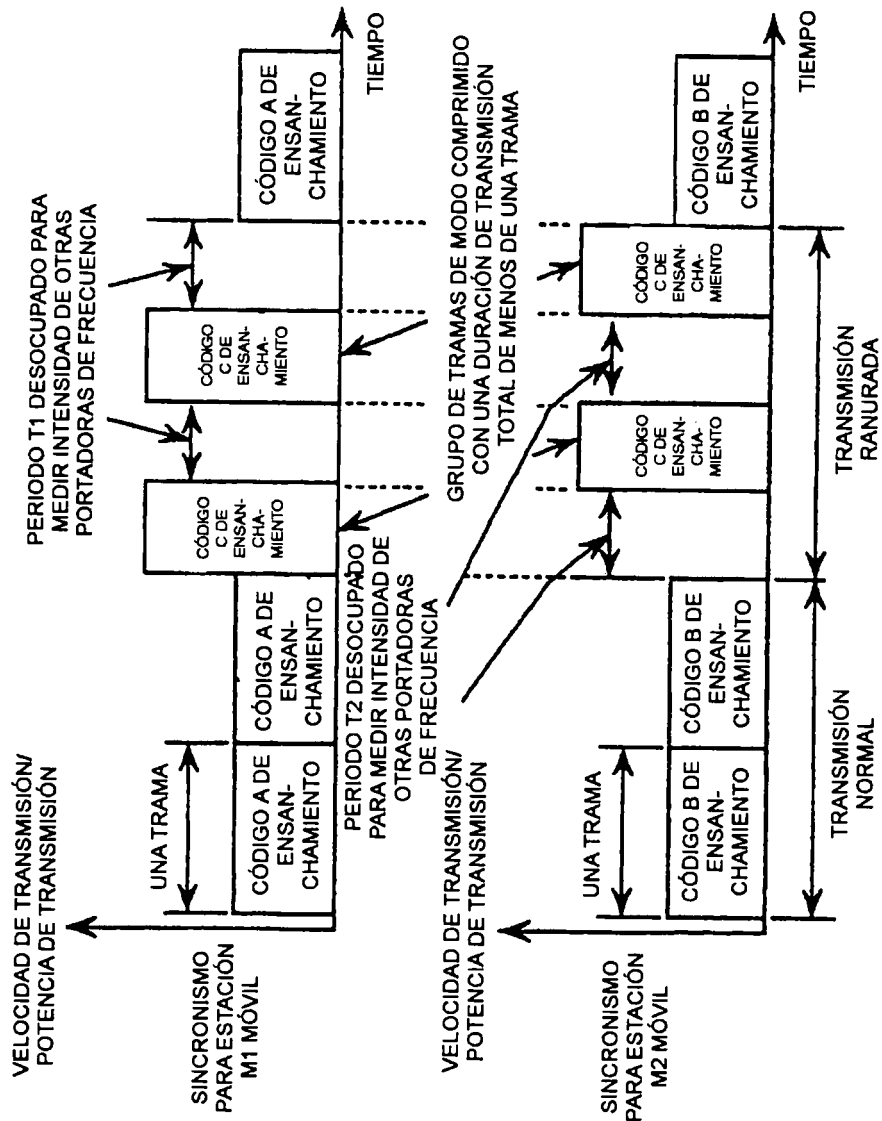 VELOCIDAD DE TRANSMISIÓN/
POTENCIA DE TRANSMISIÓN
SINCRONISMO
PARA ESTACIÓN
M1 MÓVIL
UNA TRAMA
CÓDIGO A DE
ENSAN-
CHAMIENTO
CÓDIGO A DE
ENSAN-
CHAMIENTO
CÓDIGO
C DE
ENSAN-
CHA-
MIENTO
CÓDIGO
C DE
ENSAN-
CHA-
MIENTO
CÓDIGO A DE
ENSAN-
CHAMIENTO
PERIODO T1 DESOCUPADO PARA
MEDIR INTENSIDAD DE OTRAS
PORTADORAS DE FRECUENCIA
TIEMPO
PERIODO T2 DESOCUPADO
PARA MEDIR INTENSIDAD DE
OTRAS PORTADORAS
DE FRECUENCIA
GRUPO DE TRAMAS DE MODO COMPRIMIDO
CON UNA DURACIÓN DE TRANSMISIÓN
TOTAL DE MENOS DE UNA TRAMA
VELOCIDAD DE TRANSMISIÓN/
POTENCIA DE TRANSMISIÓN
SINCRONISMO
PARA ESTACIÓN
M2 MÓVIL
UNA TRAMA
CÓDIGO B DE
ENSAN-
CHAMIENTO
CÓDIGO B DE
ENSAN-
CHAMIENTO
CÓDIGO
C DE
ENSAN-
CHA-
MIENTO
CÓDIGO
C DE
ENSAN-
CHA-
MIENTO
CÓDIGO B DE
ENSAN-
CHAMIENTO
TIEMPO
TRANSMISIÓN
NORMAL
TRANSMISIÓN
RANURADA